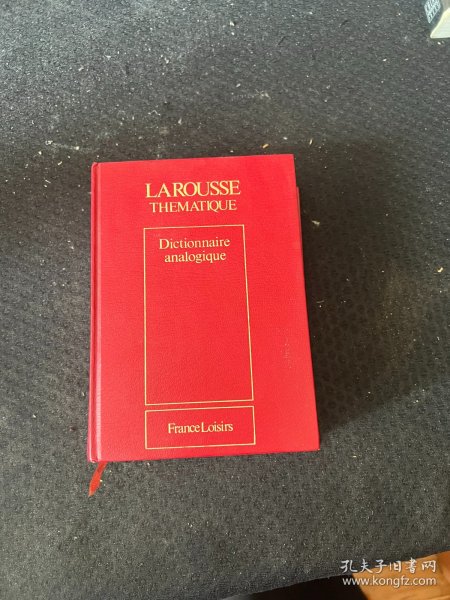 LAROUSSE
THEMATIQUE
Dictionnaire
analogique
France Loisirs
孔夫子旧书网
www.kongfz.com